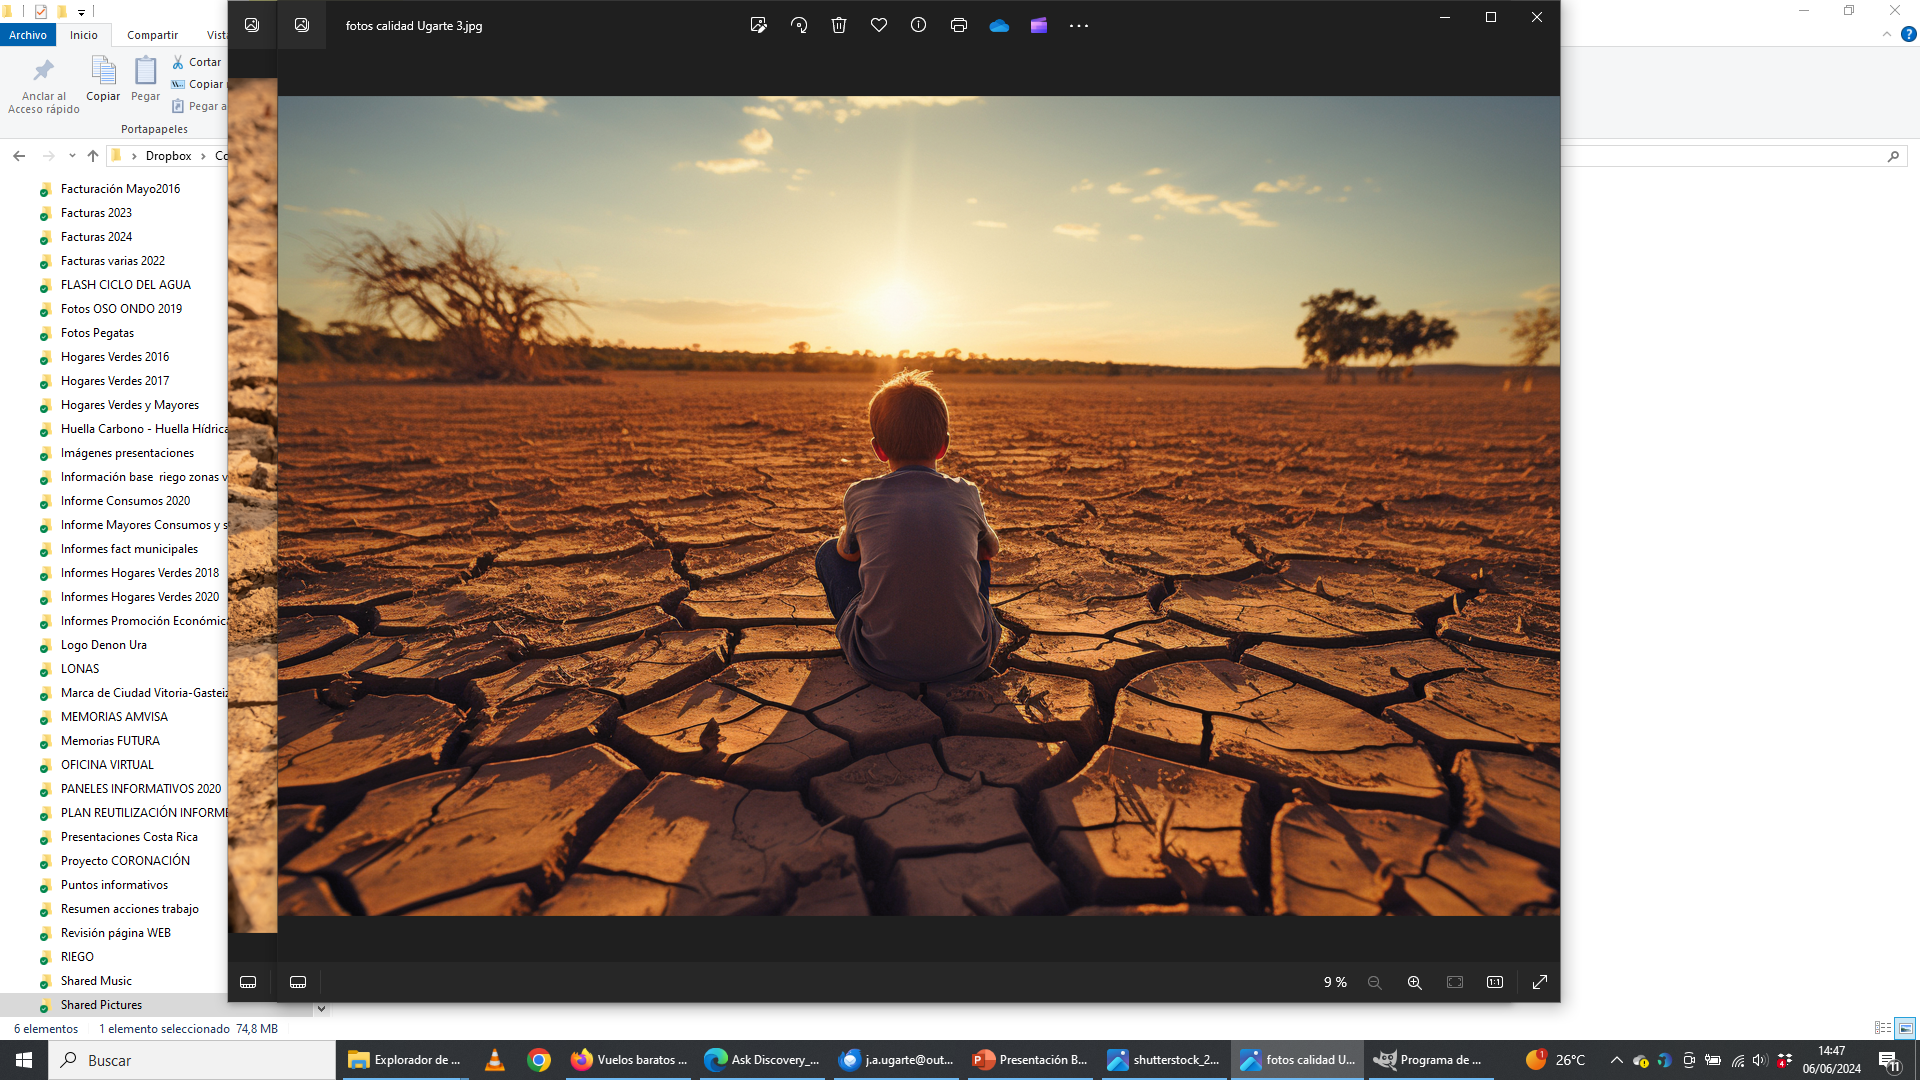 fotos calidad Ugarte 3.jpg
Archivo
Inicio
Compartir
Anclar al
Acceso rápido
Copiar
Pegar
Cortar
Copiar
Pegar
Portapapeles
Dropbox
Facturación Mayo2016
Facturas 2023
Facturas 2024
Facturas varias 2022
FLASH CICLO DEL AGUA
Fotos OSO ONDO 2019
Fotos Pegatas
Hogares Verdes 2016
Hogares Verdes 2017
Hogares Verdes y Mayores
Huella Carbono - Huella Hídrica
Imágenes presentaciones
Información base riego zonas v
Informe Consumos 2020
Informe Mayores Consumos y s
Informes fact municipales
Informes Hogares Verdes 2018
Informes Hogares Verdes 2020
Informes Promoción Económica
Logo Denon Ura
LONAS
Marca de Ciudad Vitoria-Gasteiz
MEMORIAS AMVISA
Memorias FUTURA
OFICINA VIRTUAL
PANELES INFORMATIVOS 2020
PLAN REUTILIZACIÓN INFORME
Presentaciones Costa Rica
Proyecto CORONACIÓN
Puntos informativos
Resumen acciones trabajo
Revisión página WEB
RIEGO
Shared Music
Shared Pictures
9 %
1:1
6 elementos 1 elemento seleccionado 74,8 MB
Buscar
Explorador de ...
Vuelos baratos ...
Ask Discovery_...
j.a.ugarte@out...
Presentación B...
shutterstock_2...
fotos calidad U...
Programa de ...
26°C
14:47
06/06/2024
11